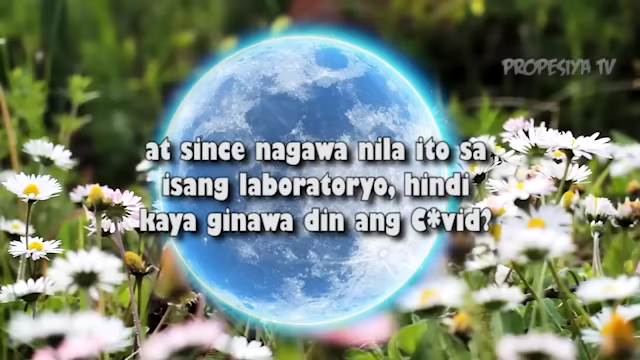 PROPESIYA TV
at since nagawa nila ito sa
isang laboratoryo, hindi
kaya ginawa din ang C*vid?